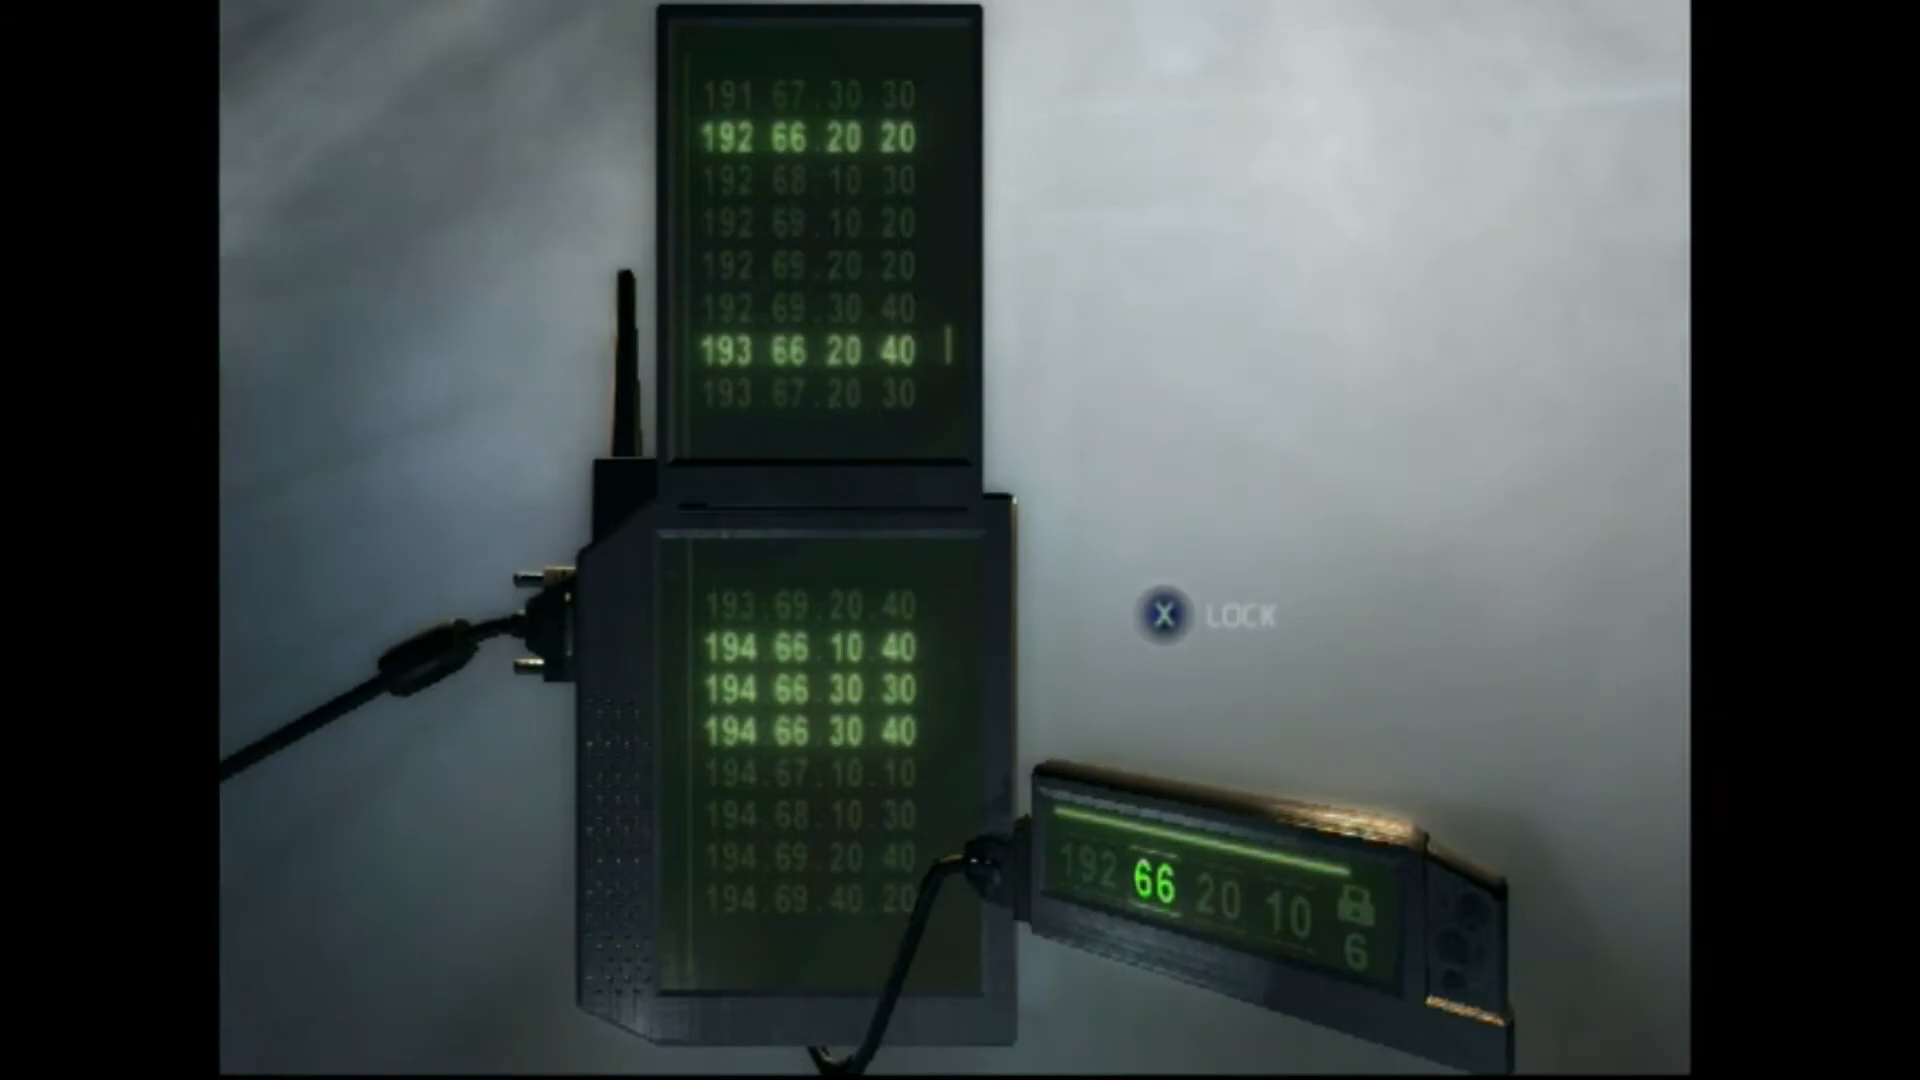 191 67 . 30 30
192 66 . 20 20
192 68 . 10 30
192 . 69 . 10 . 20
192 . 69 . 20 20
192 . 69 . 30 . 40
193 66 20 40
193 . 67 . 20 . 30
193 . 69 . 20 . 40
194 66 . 10 . 40
194 66 . 30 . 30
194 66 30 40
194 . 67 . 10 . 10
194 . 68 . 10 . 30
194 . 69 . 20 . 40
194 . 69 . 40 . 20
X LOCK
192 66 20 10
6